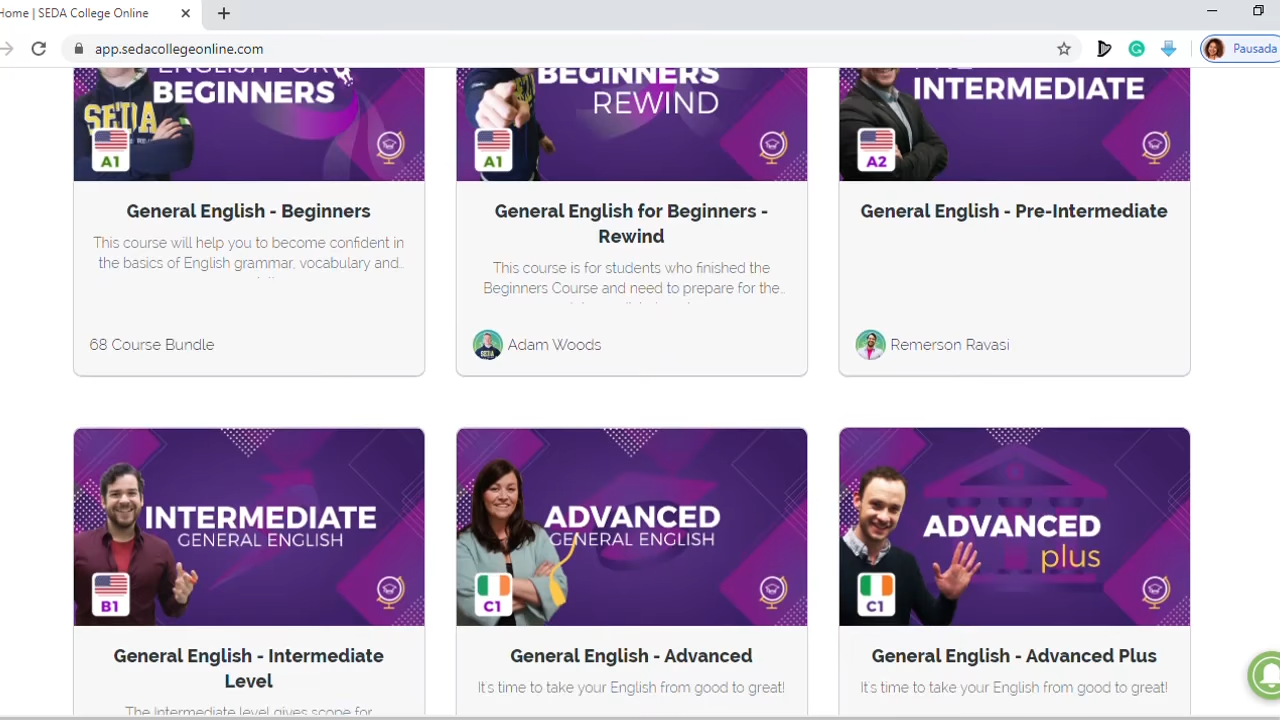 Home | SEDA College Online
app.sedacollegeonline.com
Pausada
ENGLISH FOR
BEGINNERS
SEDA
A1
BEGINNERS
REWIND
A1
PRE-
INTERMEDIATE
A2
General English - Beginners
This course will help you to become confident in
the basics of English grammar, vocabulary and..
68 Course Bundle
General English for Beginners -
Rewind
This course is for students who finished the
Beginners Course and need to prepare for the..
Adam Woods
General English - Pre-Intermediate
Remerson Ravasi
INTERMEDIATE
GENERAL ENGLISH
B1
ADVANCED
GENERAL ENGLISH
C1
ADVANCED
plus
C1
General English - Intermediate
Level
The Intermediate level gives scope for
General English - Advanced
It's time to take your English from good to great!
General English - Advanced Plus
It's time to take your English from good to great!